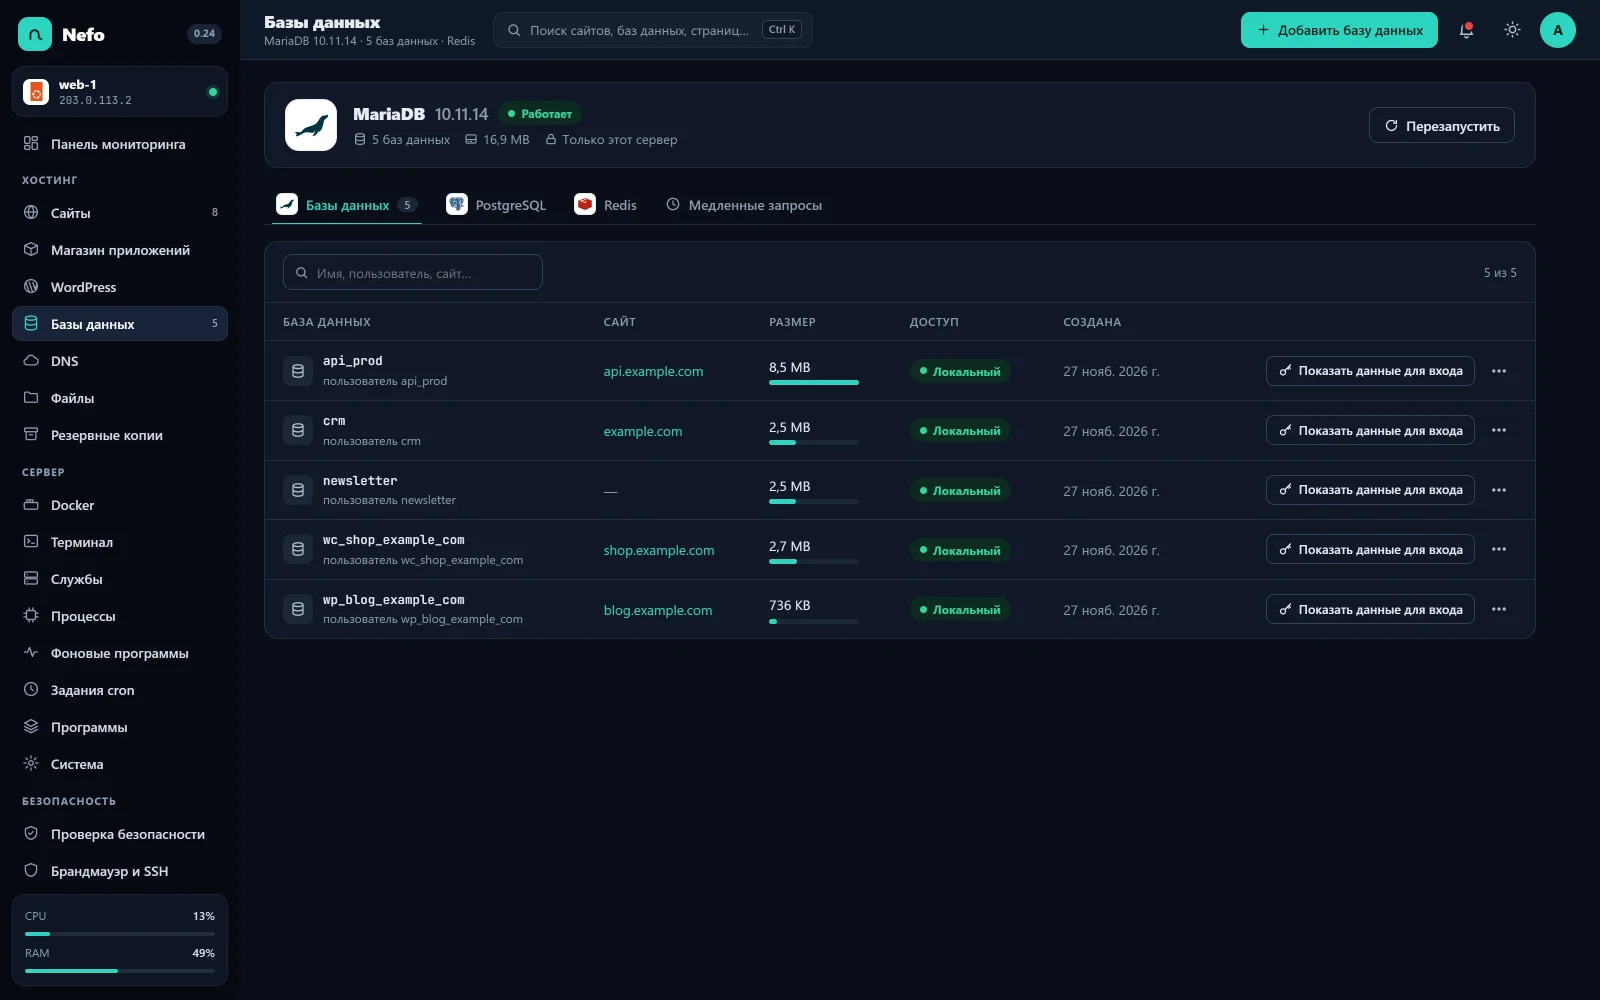 Nefo
0.24
web-1
203.0.113.2
Панель мониторинга
ХОСТИНГ
Сайты 8
Магазин приложений
WordPress
Базы данных 5
DNS
Файлы
Резервные копии
СЕРВЕР
Docker
Терминал
Службы
Процессы
Фоновые программы
Задания cron
Программы
Система
БЕЗОПАСНОСТЬ
Проверка безопасности
Брандмауэр и SSH
CPU 13%
RAM 49%
Базы данных
MariaDB 10.11.14 · 5 баз данных · Redis
Поиск сайтов, баз данных, страниц... Ctrl K
+ Добавить базу данных
A
MariaDB 10.11.14 Работает
5 баз данных 16,9 MB Только этот сервер
Перезапустить
Базы данных 5 PostgreSQL Redis Медленные запросы
Имя, пользователь, сайт...
5 из 5
БАЗА ДАННЫХ САЙТ РАЗМЕР ДОСТУП СОЗДАНА
api_prod
пользователь api_prod
api.example.com
8,5 MB
Локальный
27 нояб. 2026 г.
Показать данные для входа
crm
пользователь crm
example.com
2,5 MB
Локальный
27 нояб. 2026 г.
Показать данные для входа
newsletter
пользователь newsletter
—
2,5 MB
Локальный
27 нояб. 2026 г.
Показать данные для входа
wc_shop_example_com
пользователь wc_shop_example_com
shop.example.com
2,7 MB
Локальный
27 нояб. 2026 г.
Показать данные для входа
wp_blog_example_com
пользователь wp_blog_example_com
blog.example.com
736 KB
Локальный
27 нояб. 2026 г.
Показать данные для входа